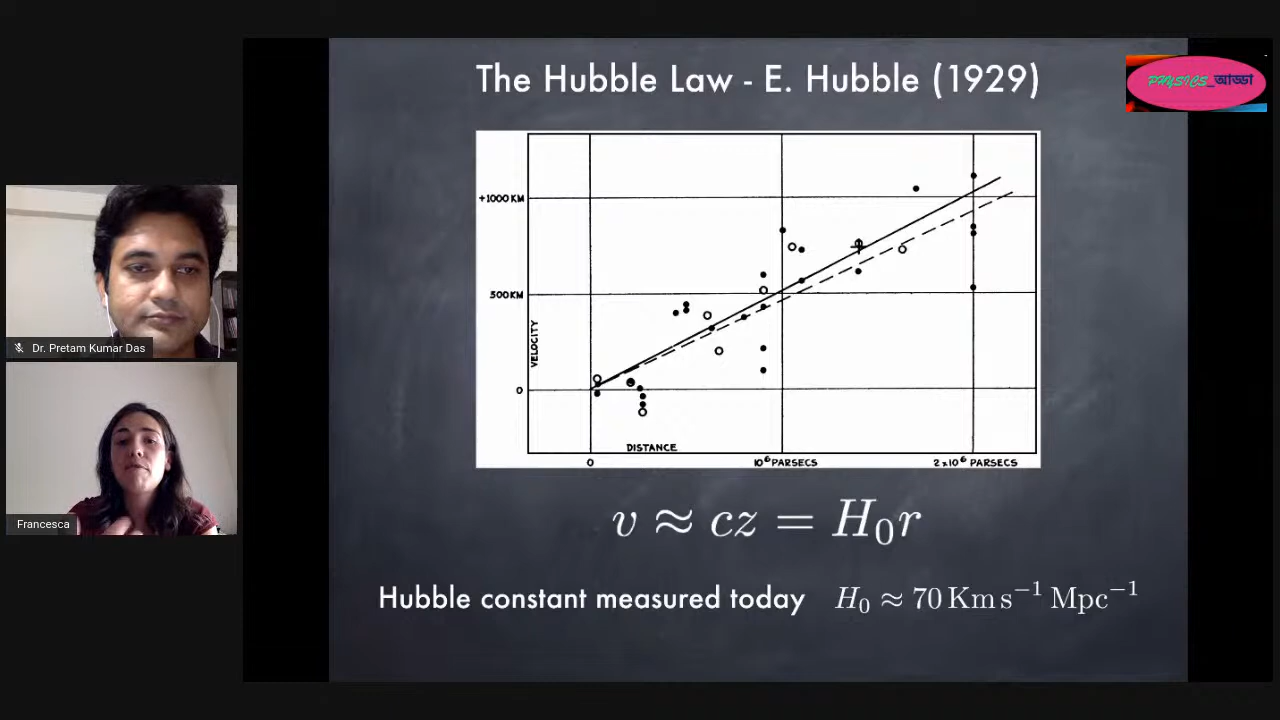 The Hubble Law - E. Hubble (1929)
PHYSICS_আড্ডা
+1000 KM
500 KM
0
VELOCITY
DISTANCE
0
10⁶ PARSECS
2 x 10⁶ PARSECS
v ≈ cz = H₀r
Hubble constant measured today H₀ ≈ 70 Km s⁻¹ Mpc⁻¹
Dr. Pretam Kumar Das
Francesca